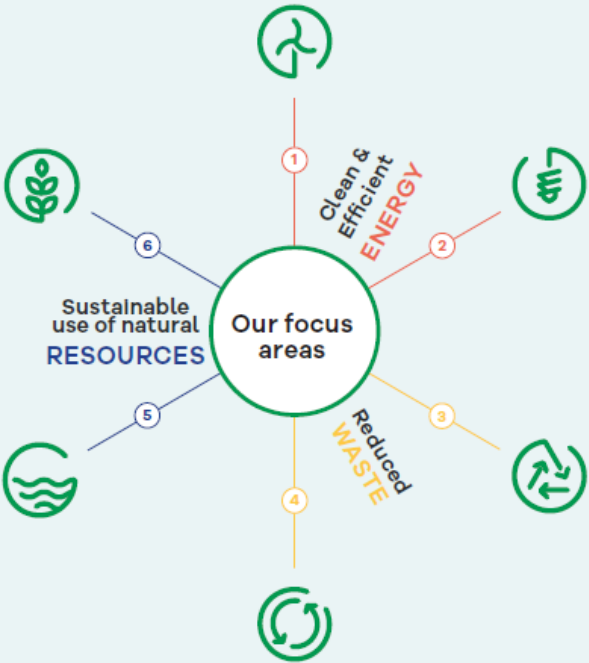 1
Clean &
Efficient
ENERGY
2
6
Sustainable
use of natural
RESOURCES
Our focus
areas
5
3
Reduced
WASTE
4